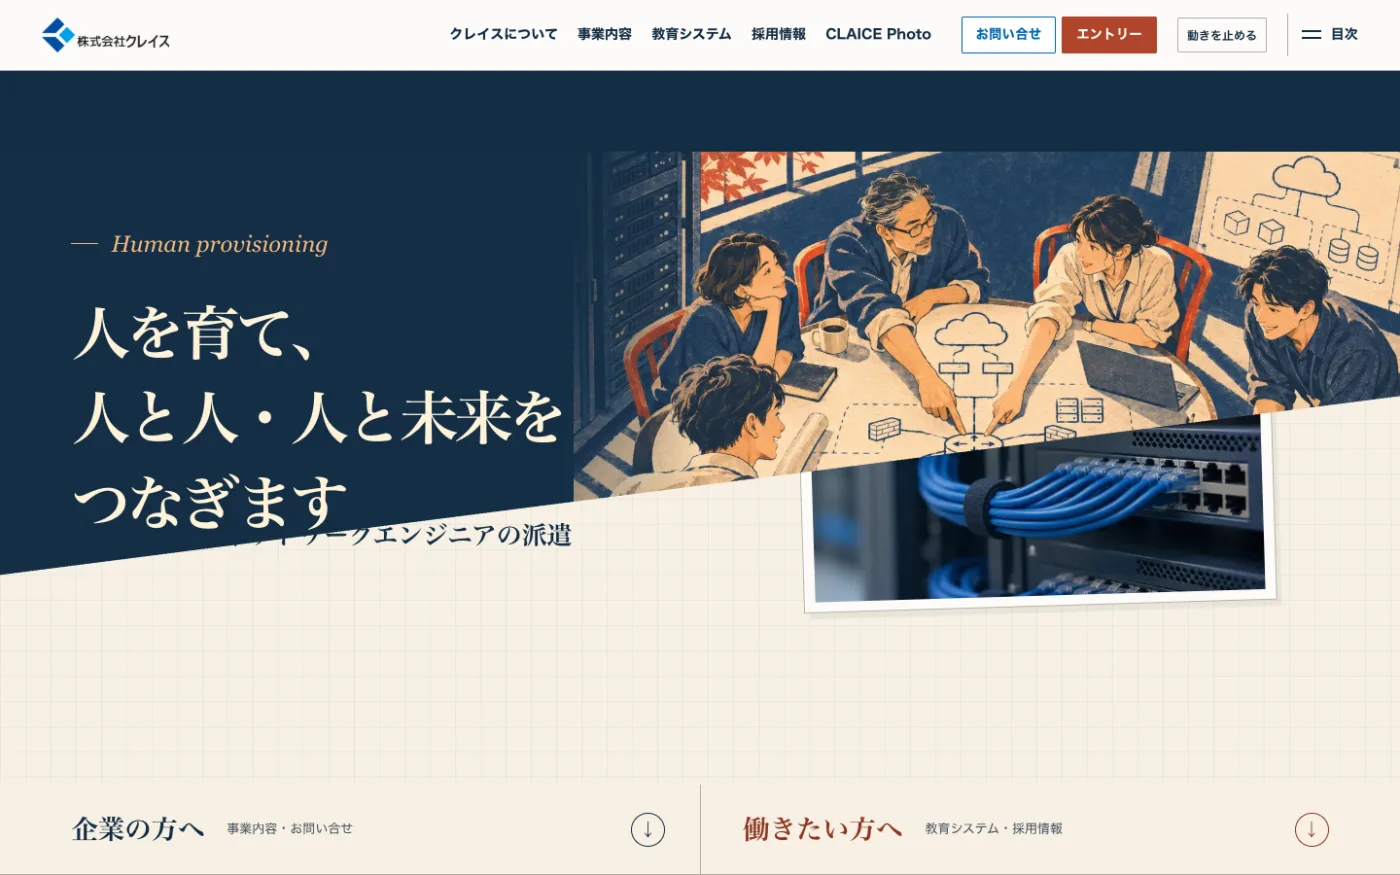 株式会社クレイス
クレイスについて 事業内容 教育システム 採用情報 CLAICE Photo お問い合せ エントリー 動きを止める 目次
Human provisioning
人を育て、
人と人・人と未来を
つなぎます
ワークエンジニアの派遣
企業の方へ 事業内容・お問い合せ ↓
働きたい方へ 教育システム・採用情報 ↓